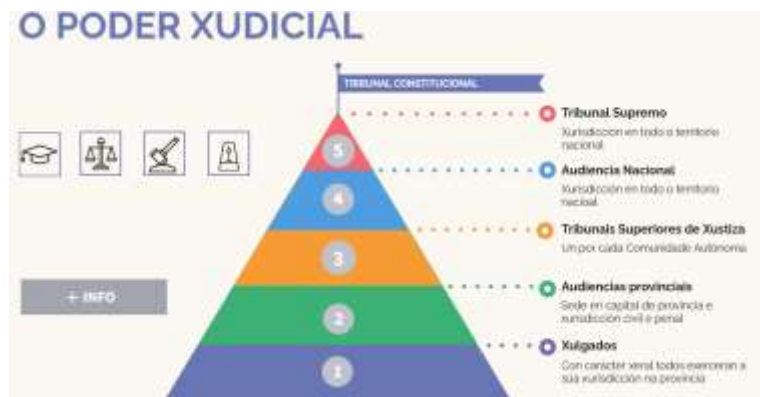 O PODER XUDICIAL
TRIBUNAL CONSTITUCIONAL
5
Tribunal Supremo
Xurisdicción en todo o territorio
nacional
4
Audiencia Nacional
Xurisdicción en todo o territorio
nacioal
3
Tribunais Superiores de Xustiza
Un por cada Comunidade Autónoma
+ INFO
2
Audiencias provinciais
Sede en capital de provincia e
xurisdicción civil e penal
1
Xulgados
Con carácter xeral todos exercerán a
súa xurisdicción na provincia